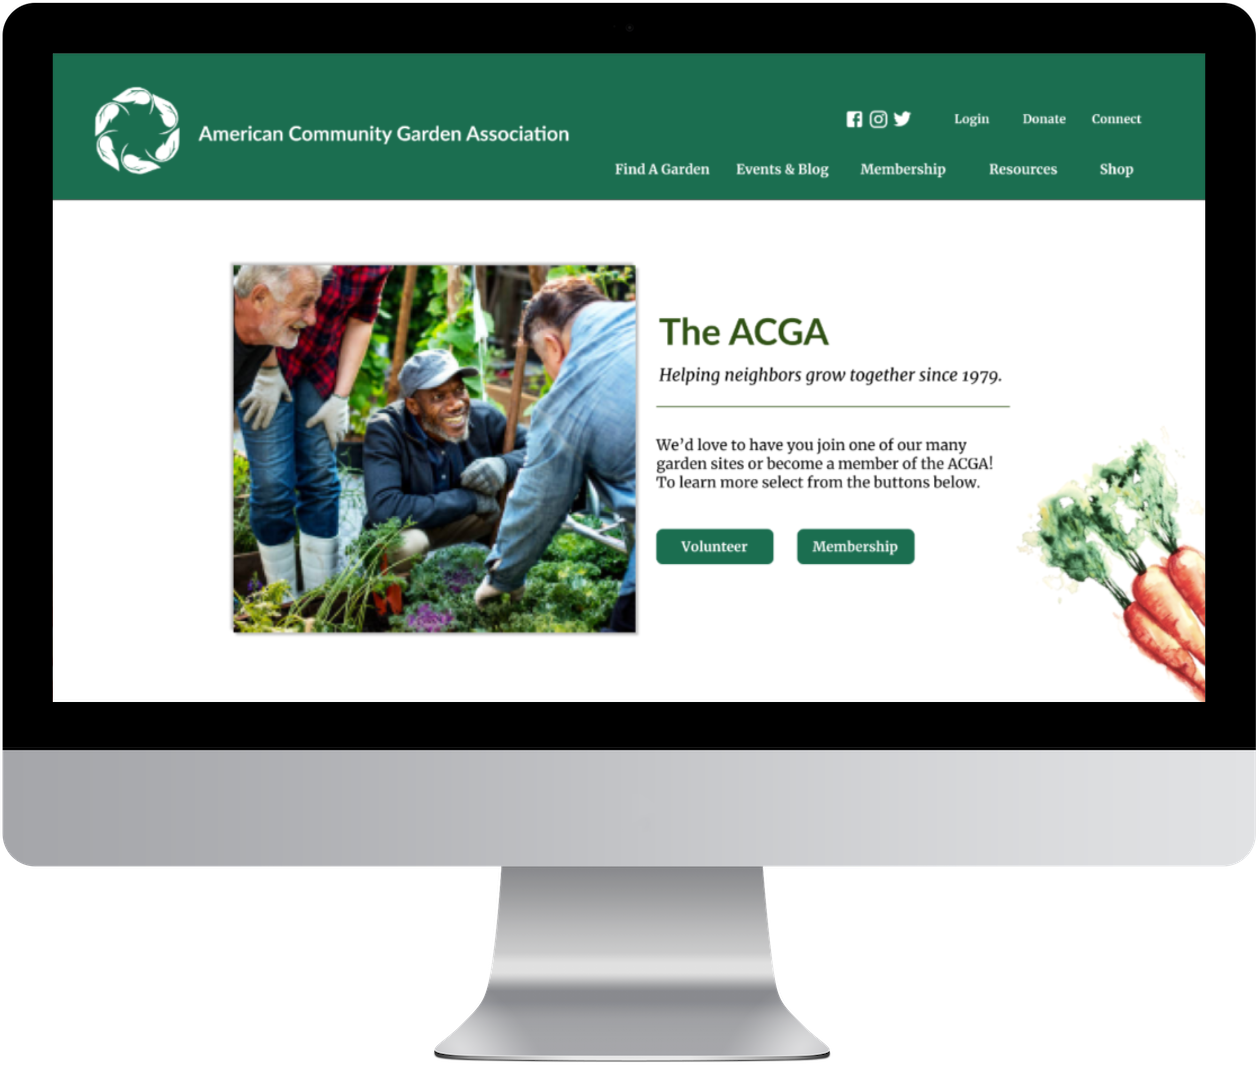 American Community Garden Association
Login Donate Connect
Find A Garden Events & Blog Membership Resources Shop
The ACGA
Helping neighbors grow together since 1979.
We'd love to have you join one of our many
garden sites or become a member of the ACGA!
To learn more select from the buttons below.
Volunteer Membership